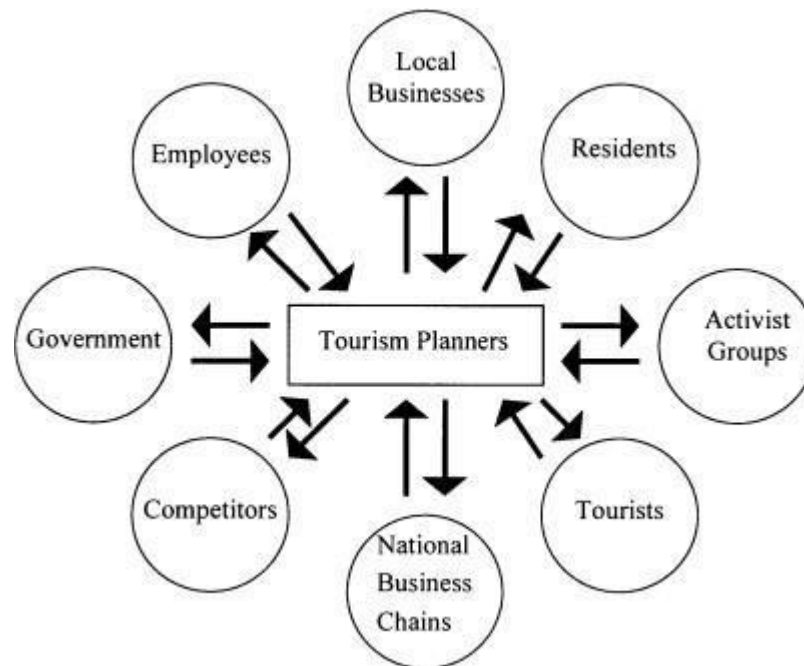 Local
Businesses
Employees
Residents
Government
Tourism Planners
Activist
Groups
Competitors
Tourists
National
Business
Chains